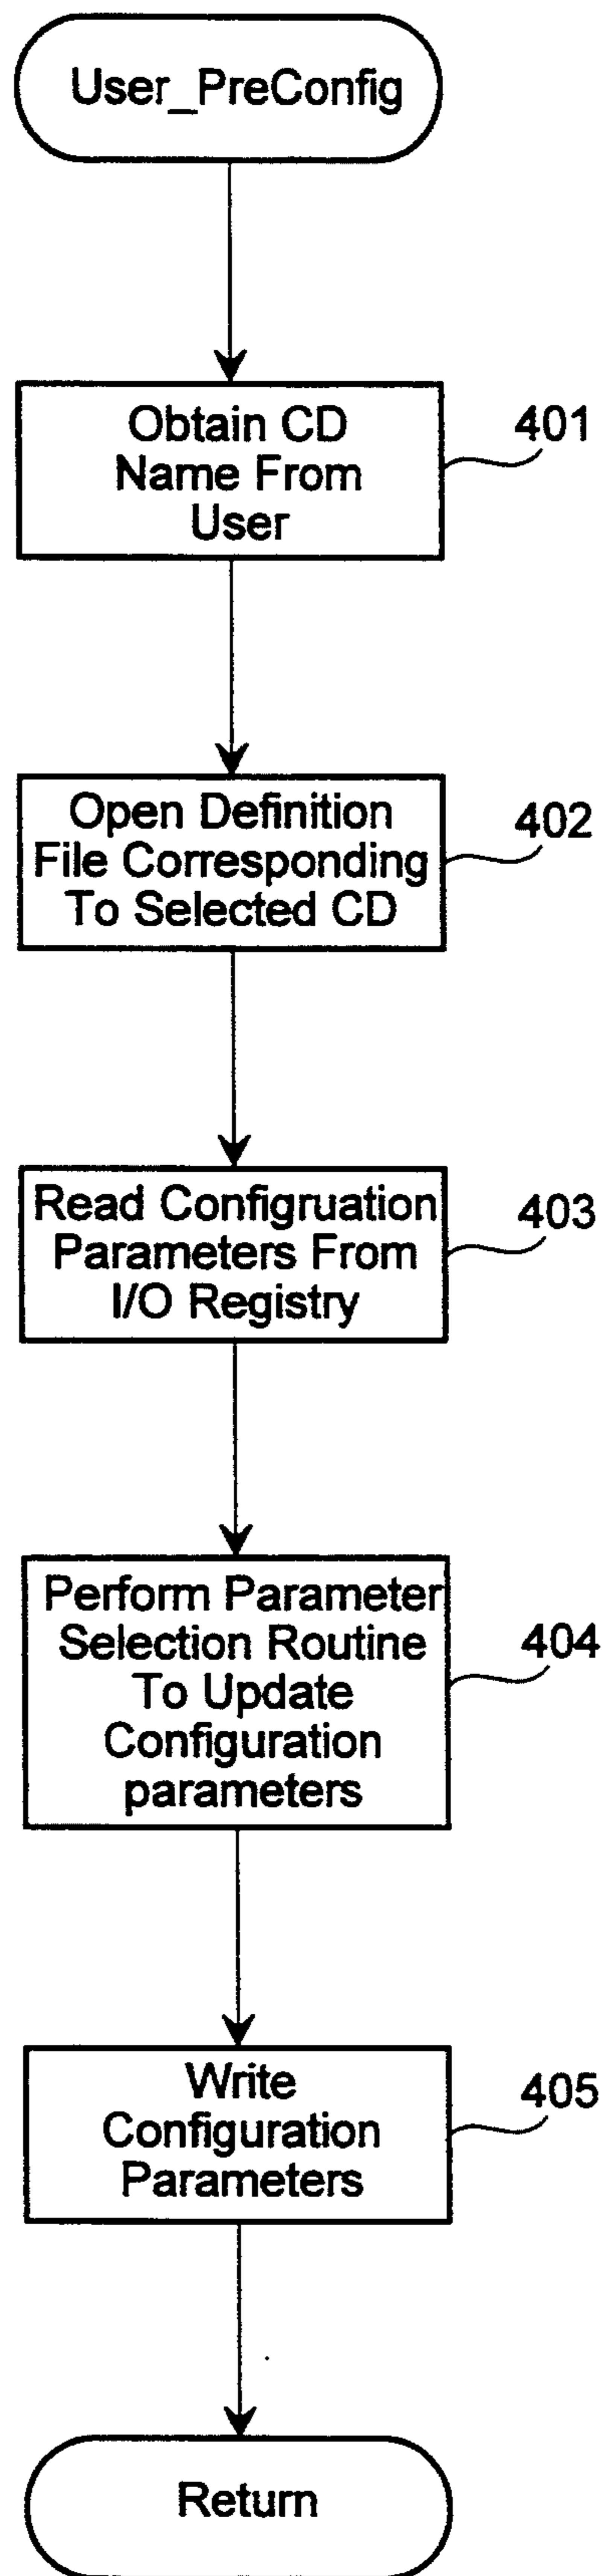 User_PreConfig
Obtain CD
Name From
User
401
Open Definition
File Corresponding
To Selected CD
402
Read Configruation
Parameters From
I/O Registry
403
Perform Parameter
Selection Routine
To Update
Configuration
parameters
404
Write
Configuration
Parameters
405
Return